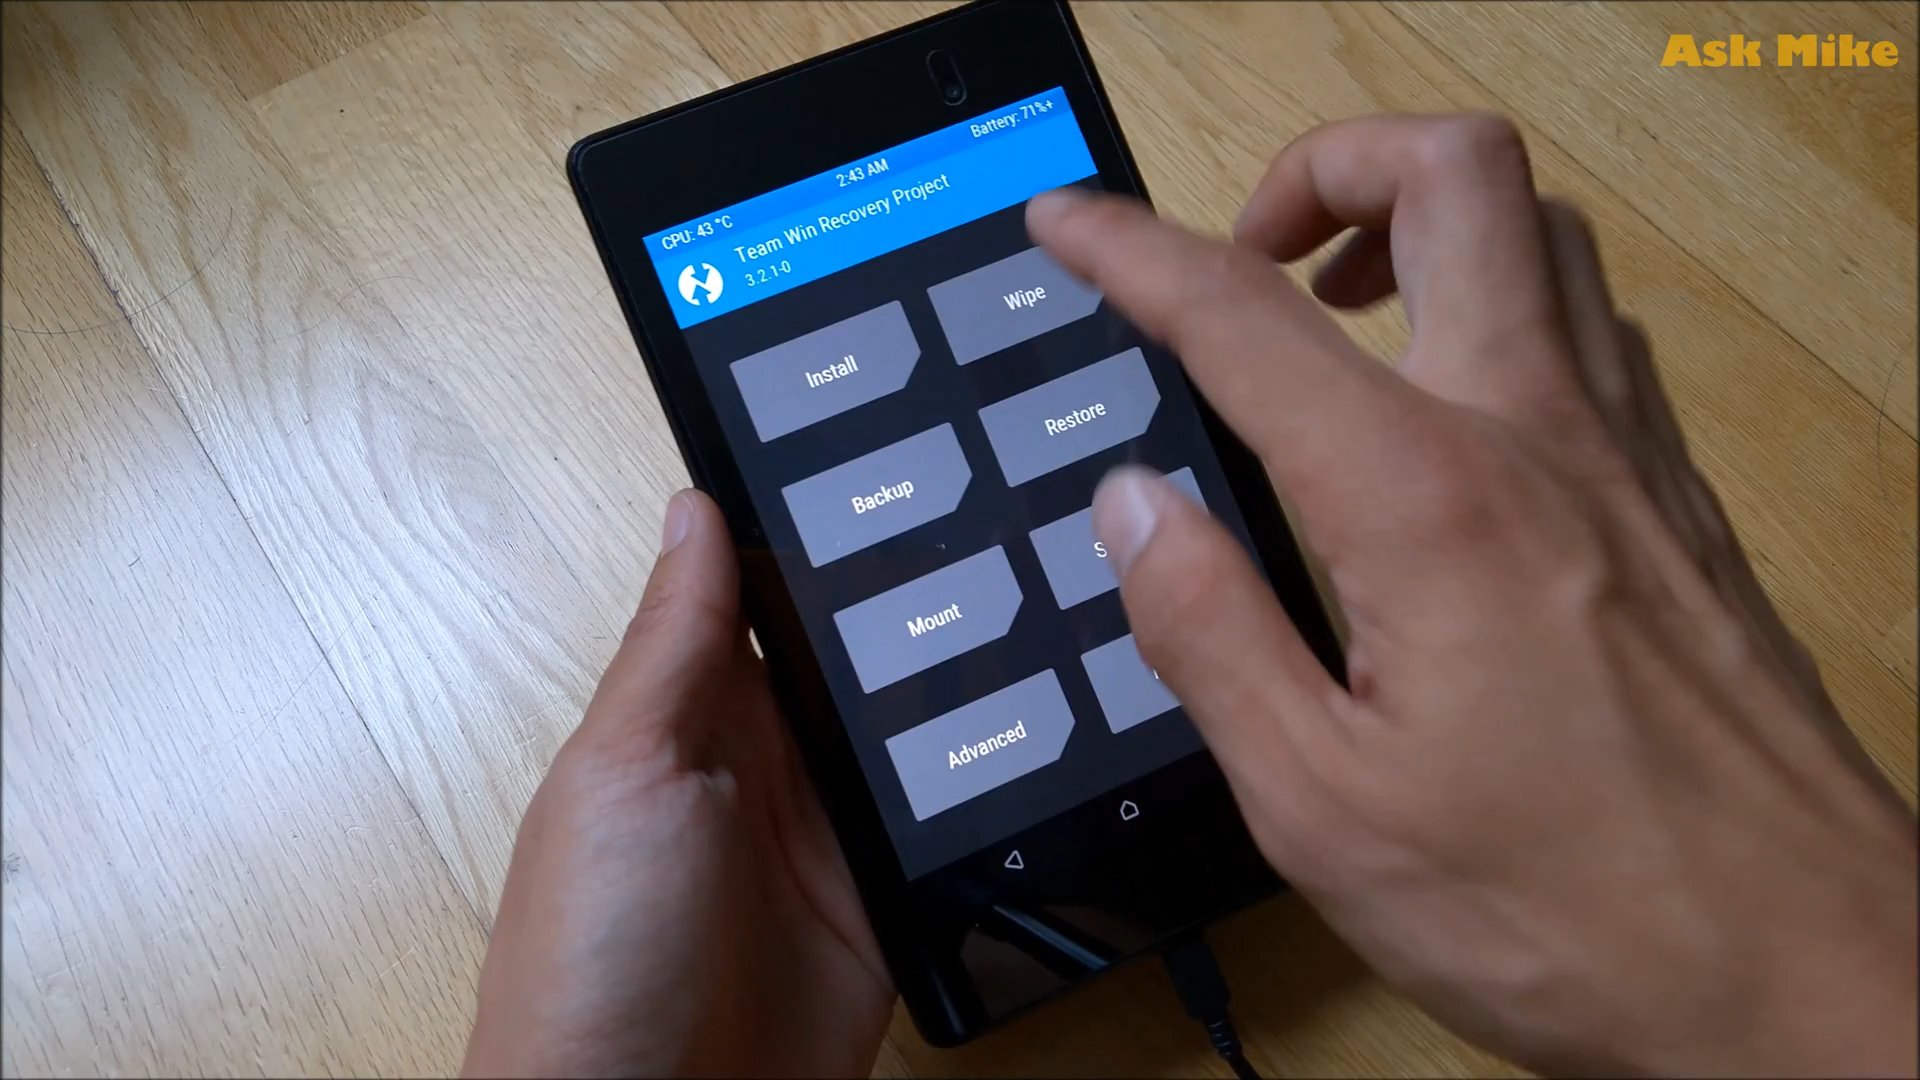 Ask Mike
Battery: 71%+
2:43 AM
CPU: 43 °C
Team Win Recovery Project
3.2.1-0
Install
Wipe
Backup
Restore
Mount
Advanced